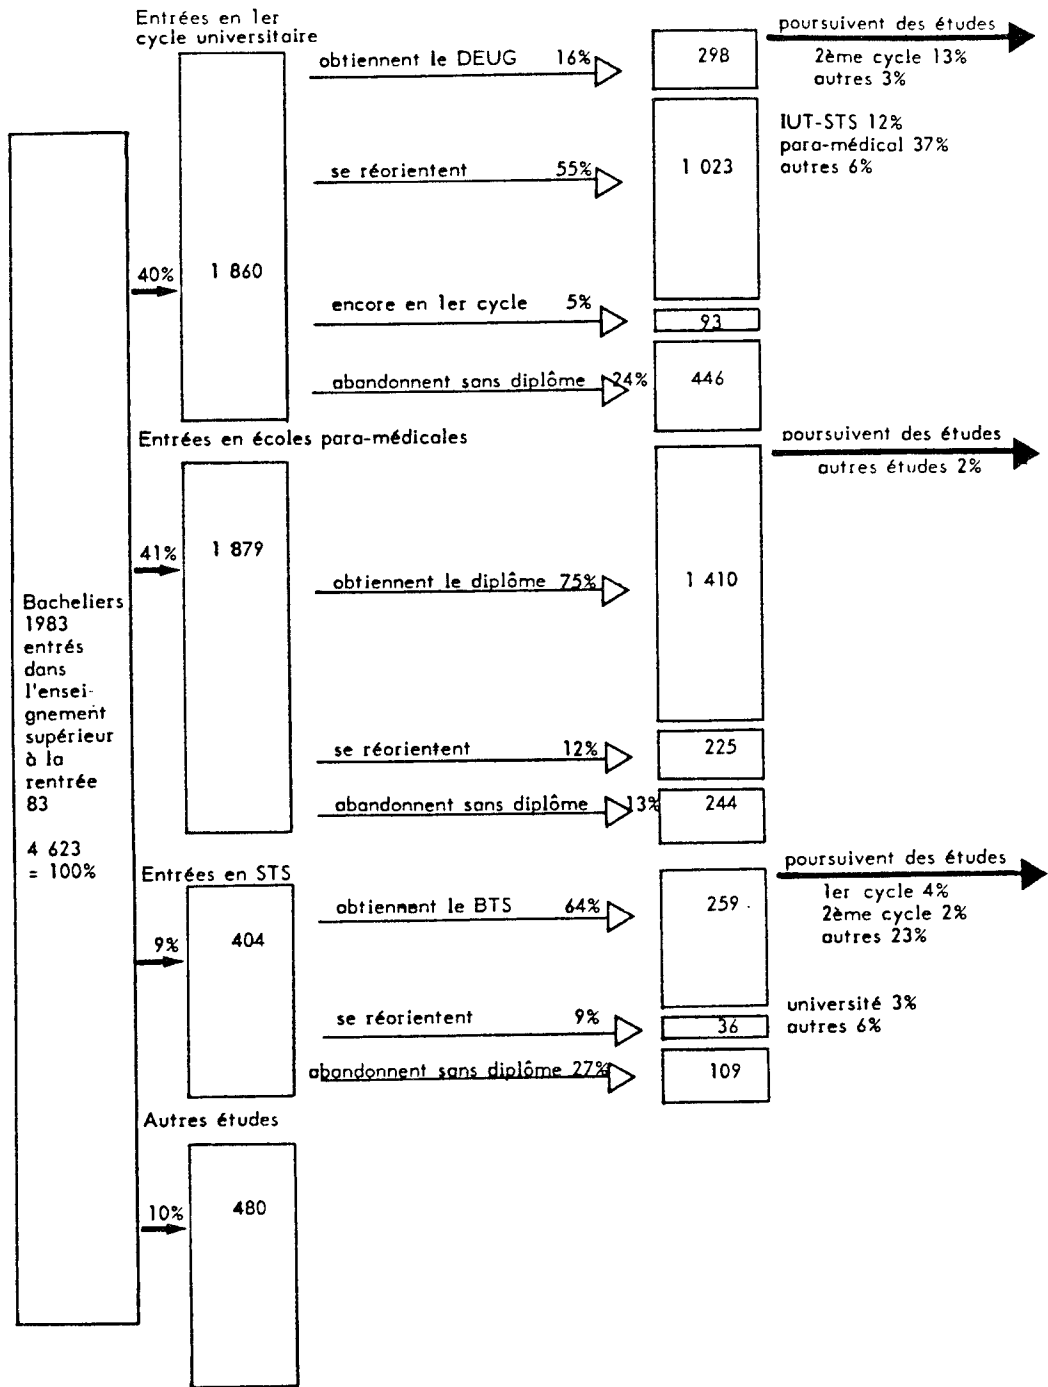 Entrées en 1er
cycle universitaire
obtiennent le DEUG 16%
298
poursuivent des études
2ème cycle 13%
autres 3%
se réorientent 55%
1 023
IUT-STS 12%
para-médical 37%
autres 6%
40%
1 860
encore en 1er cycle 5%
93
abandonnent sans diplôme 24%
446
Entrées en écoles para-médicales
poursuivent des études
autres études 2%
41%
1 879
obtiennent le diplôme 75%
1 410
Bacheliers
1983
entrés
dans
l'ensei-
gnement
supérieur
à la
rentrée
83
4 623
= 100%
se réorientent 12%
225
abandonnent sans diplôme 13%
244
Entrées en STS
poursuivent des études
1er cycle 4%
2ème cycle 2%
autres 23%
obtiennent le BTS 64%
259
9%
404
se réorientent 9%
36
université 3%
autres 6%
abandonnent sans diplôme 27%
109
Autres études
10%
480